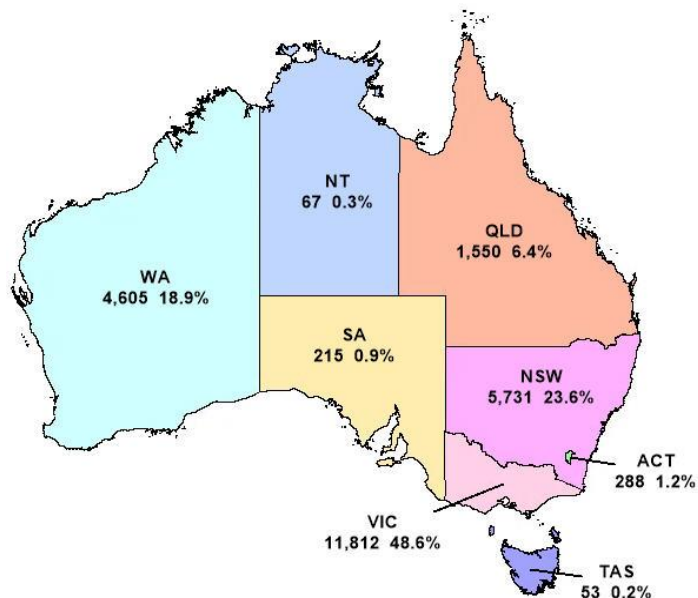 NT
67 0.3%
QLD
1,550 6.4%
WA
4,605 18.9%
SA
215 0.9%
NSW
5,731 23.6%
ACT
288 1.2%
VIC
11,812 48.6%
TAS
53 0.2%